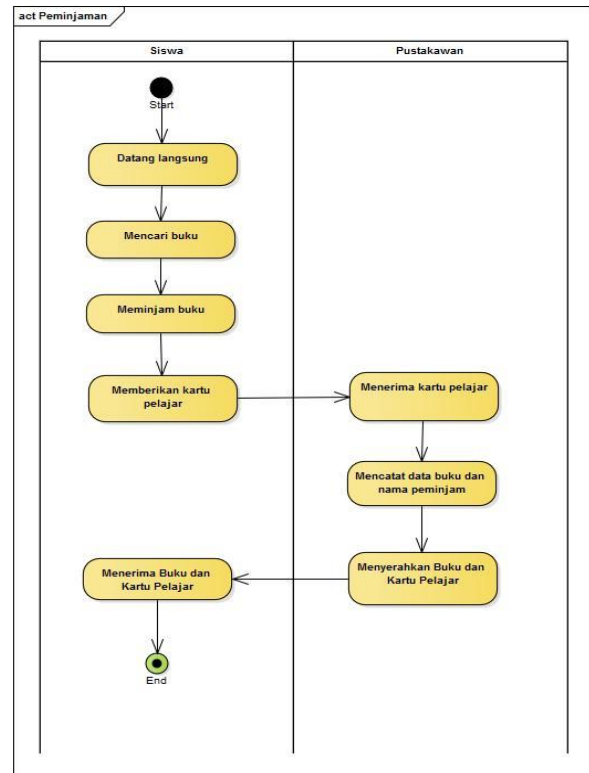 act Peminjaman
Siswa
Pustakawan
Start
Datang langsung
Mencari buku
Meminjam buku
Memberikan kartu
pelajar
Menerima kartu pelajar
Mencatat data buku dan
nama peminjam
Menyerahkan Buku dan
Kartu Pelajar
Menerima Buku dan
Kartu Pelajar
End